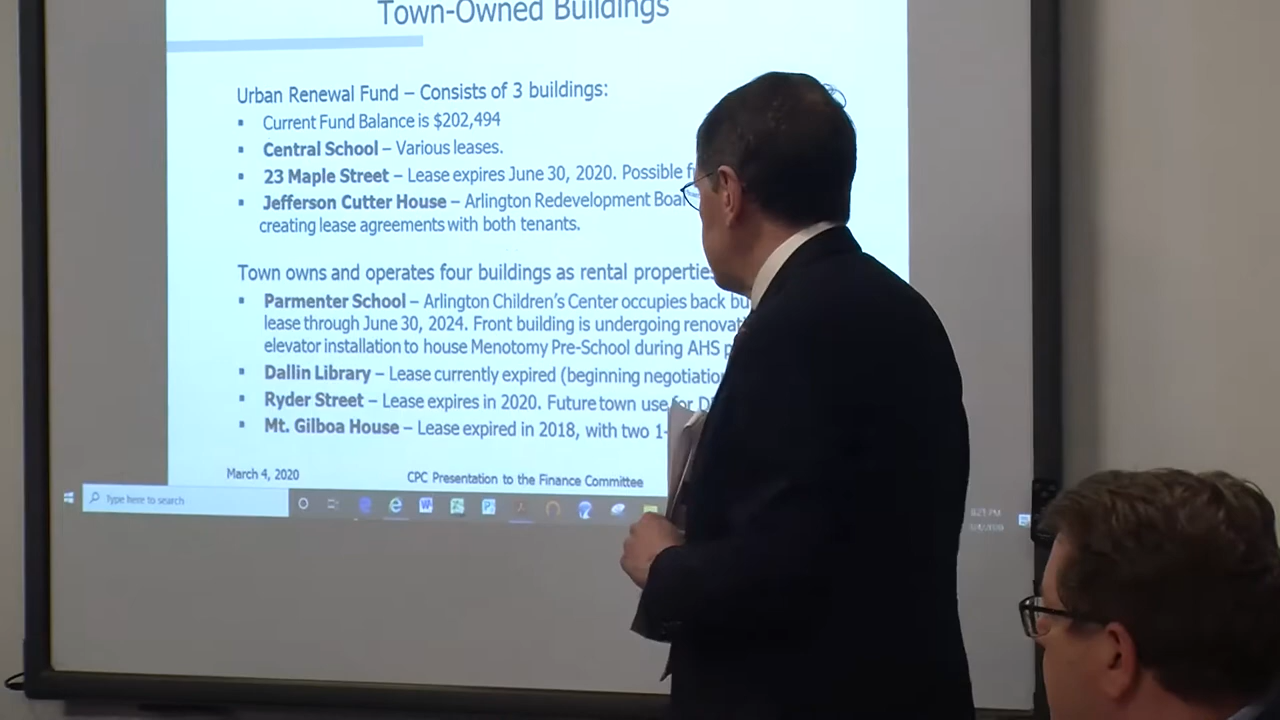 Town-Owned Buildings
Urban Renewal Fund – Consists of 3 buildings:
▪ Current Fund Balance is $202,494
▪ Central School – Various leases.
▪ 23 Maple Street – Lease expires June 30, 2020. Possible
▪ Jefferson Cutter House – Arlington Redevelopment
creating lease agreements with both tenants.
Town owns and operates four buildings as rental
▪ Parmenter School – Arlington Children's Center occupies back
lease through June 30, 2024. Front building is undergoing
elevator installation to house Menotomy Pre-School during AHS
▪ Dallin Library – Lease currently expired (beginning
▪ Ryder Street – Lease expires in 2020. Future town use for
▪ Mt. Gilboa House – Lease expired in 2018, with two 1-
March 4, 2020 CPC Presentation to the Finance Committee
Type here to search